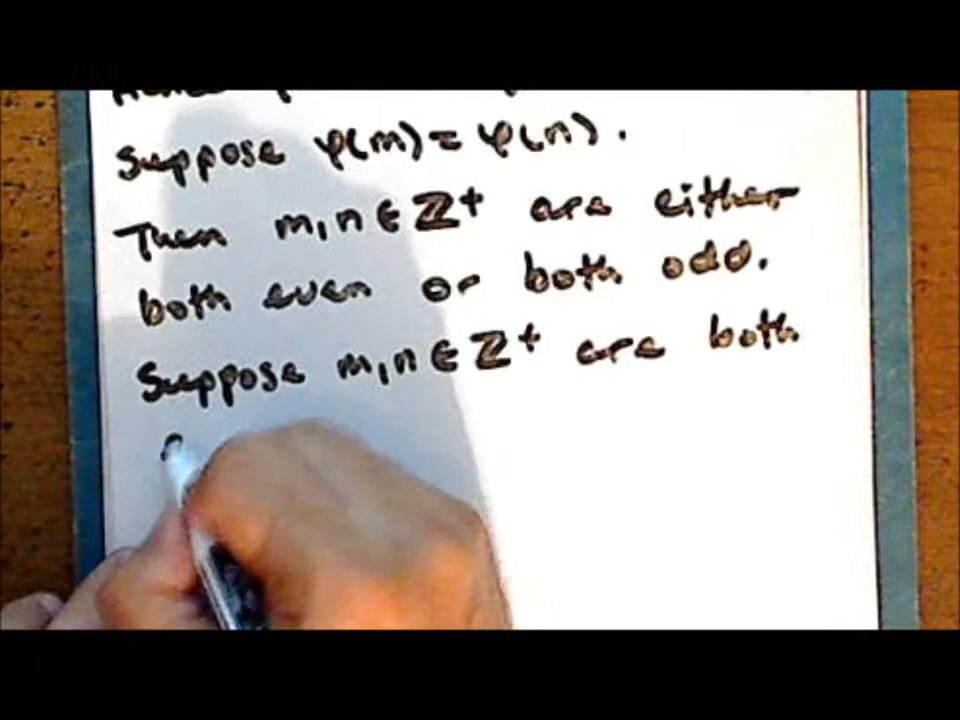 Suppose φ(m) = φ(n).
Then m, n ∈ ℤ⁺ are either
both even or both odd.
Suppose m, n ∈ ℤ⁺ are both